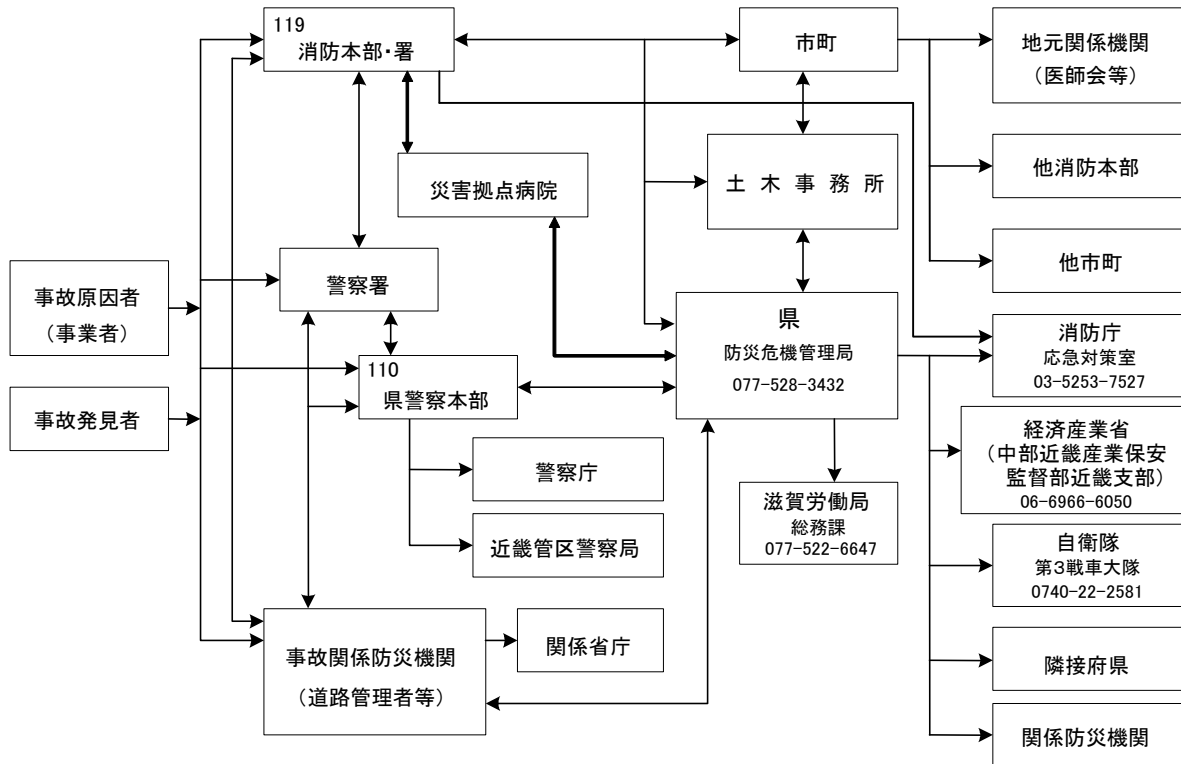 119
消防本部・署
市町
地元関係機関
（医師会等）
災害拠点病院
土 木 事 務 所
他消防本部
他市町
事故原因者
（事業者）
警察署
県
防災危機管理局
077-528-3432
消防庁
応急対策室
03-5253-7527
事故発見者
110
県警察本部
経済産業省
（中部近畿産業保安
監督部近畿支部）
06-6966-6050
警察庁
滋賀労働局
総務課
077-522-6647
近畿管区警察局
自衛隊
第3戦車大隊
0740-22-2581
事故関係防災機関
（道路管理者等）
関係省庁
隣接府県
関係防災機関